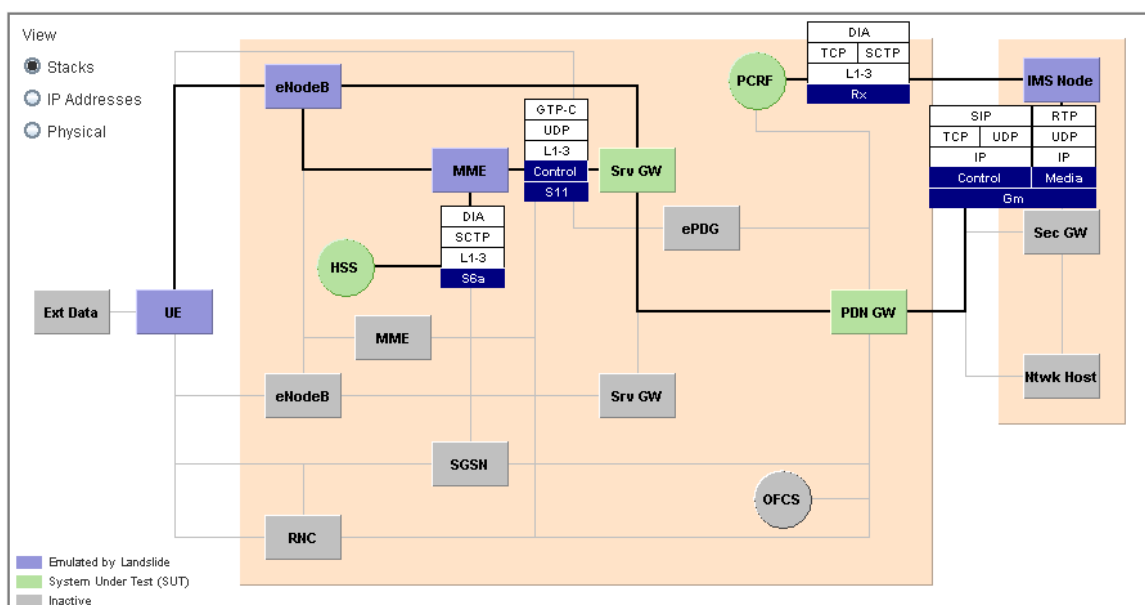 View
Stacks
IP Addresses
Physical
eNodeB
PCRF
DIA
TCP SCTP
L1-3
Rx
IMS Node
GTP-C
UDP
L1-3
Control
S11
MME
Srv GW
SIP RTP
TCP UDP UDP
IP IP
Control Media
Gm
DIA
SCTP
L1-3
S6a
HSS
ePDG
Sec GW
Ext Data
UE
PDN GW
MME
eNodeB
Srv GW
Ntwk Host
SGSN
OFCS
RNC
Emulated by Landslide
System Under Test (SUT)
Inactive